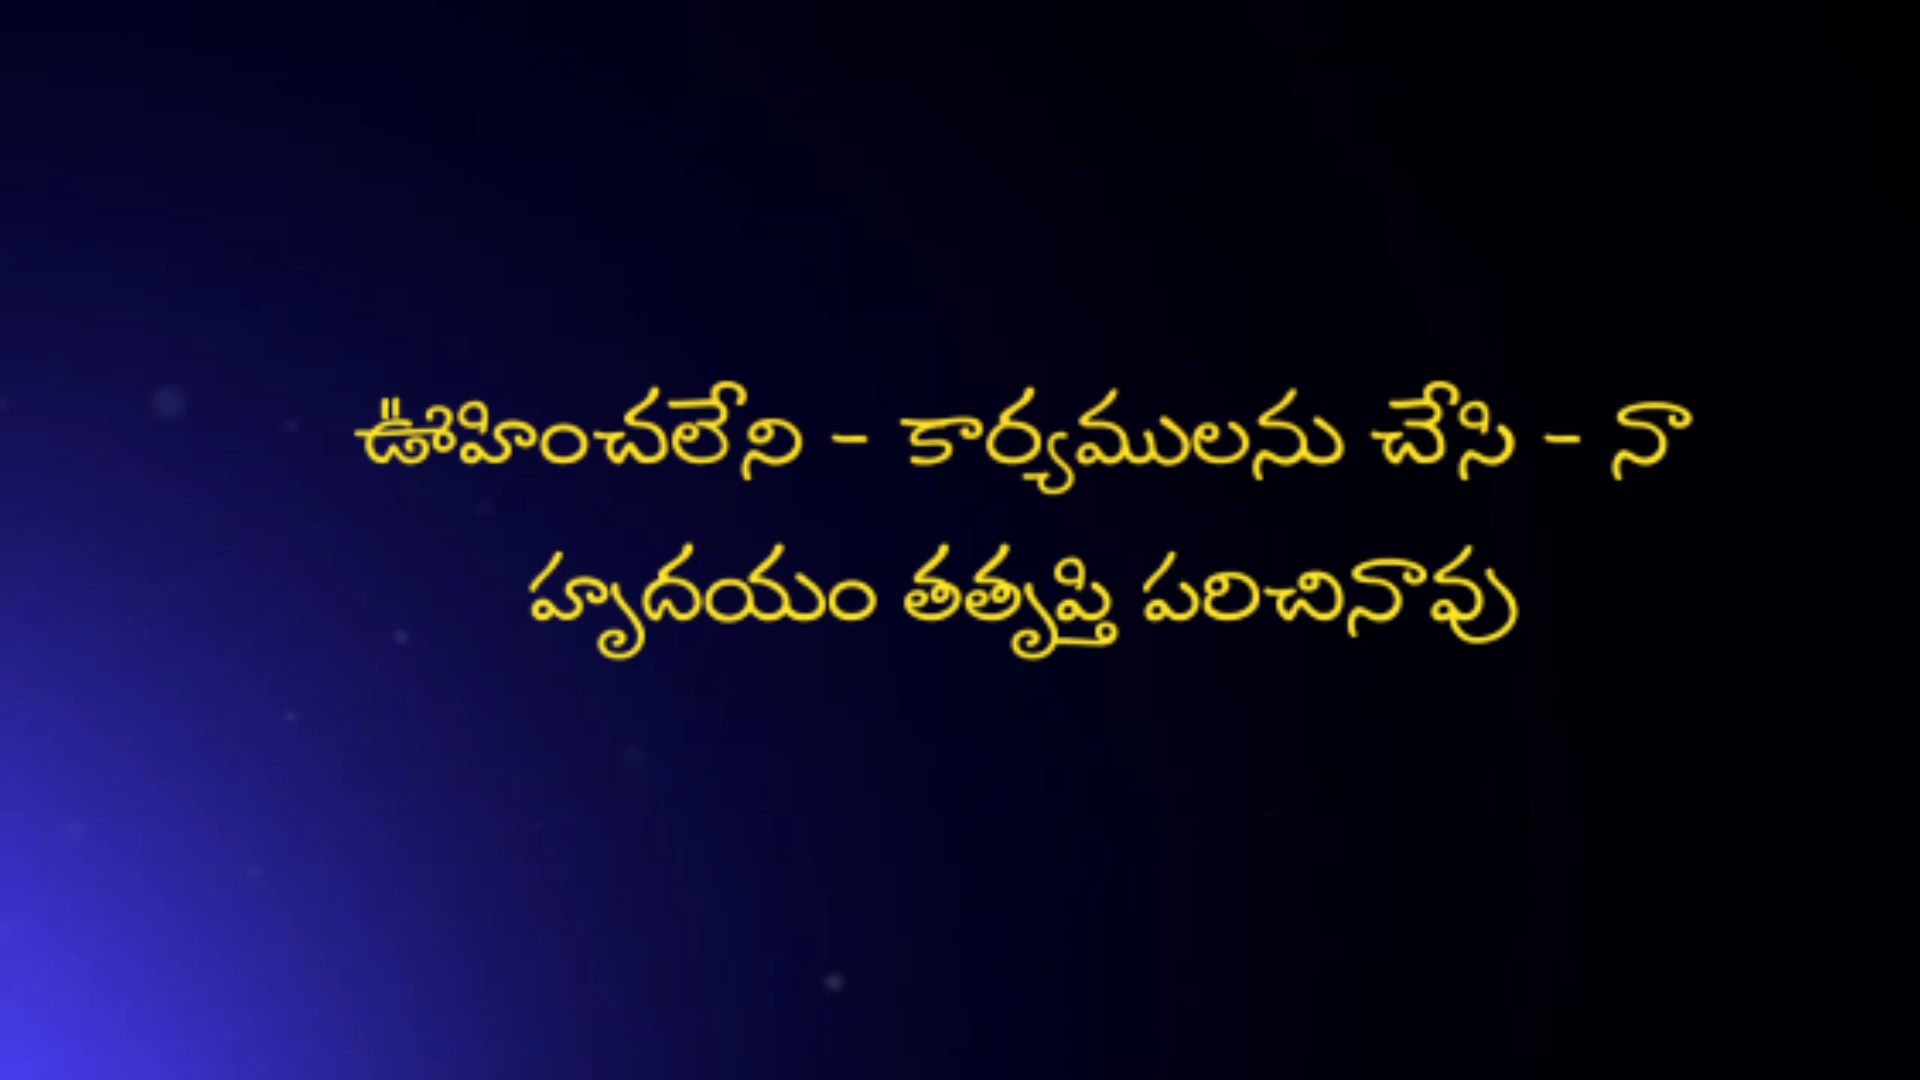 ఊహించలేని - కార్యములను చేసి - నా
హృదయం తతృప్తి పరిచినావు